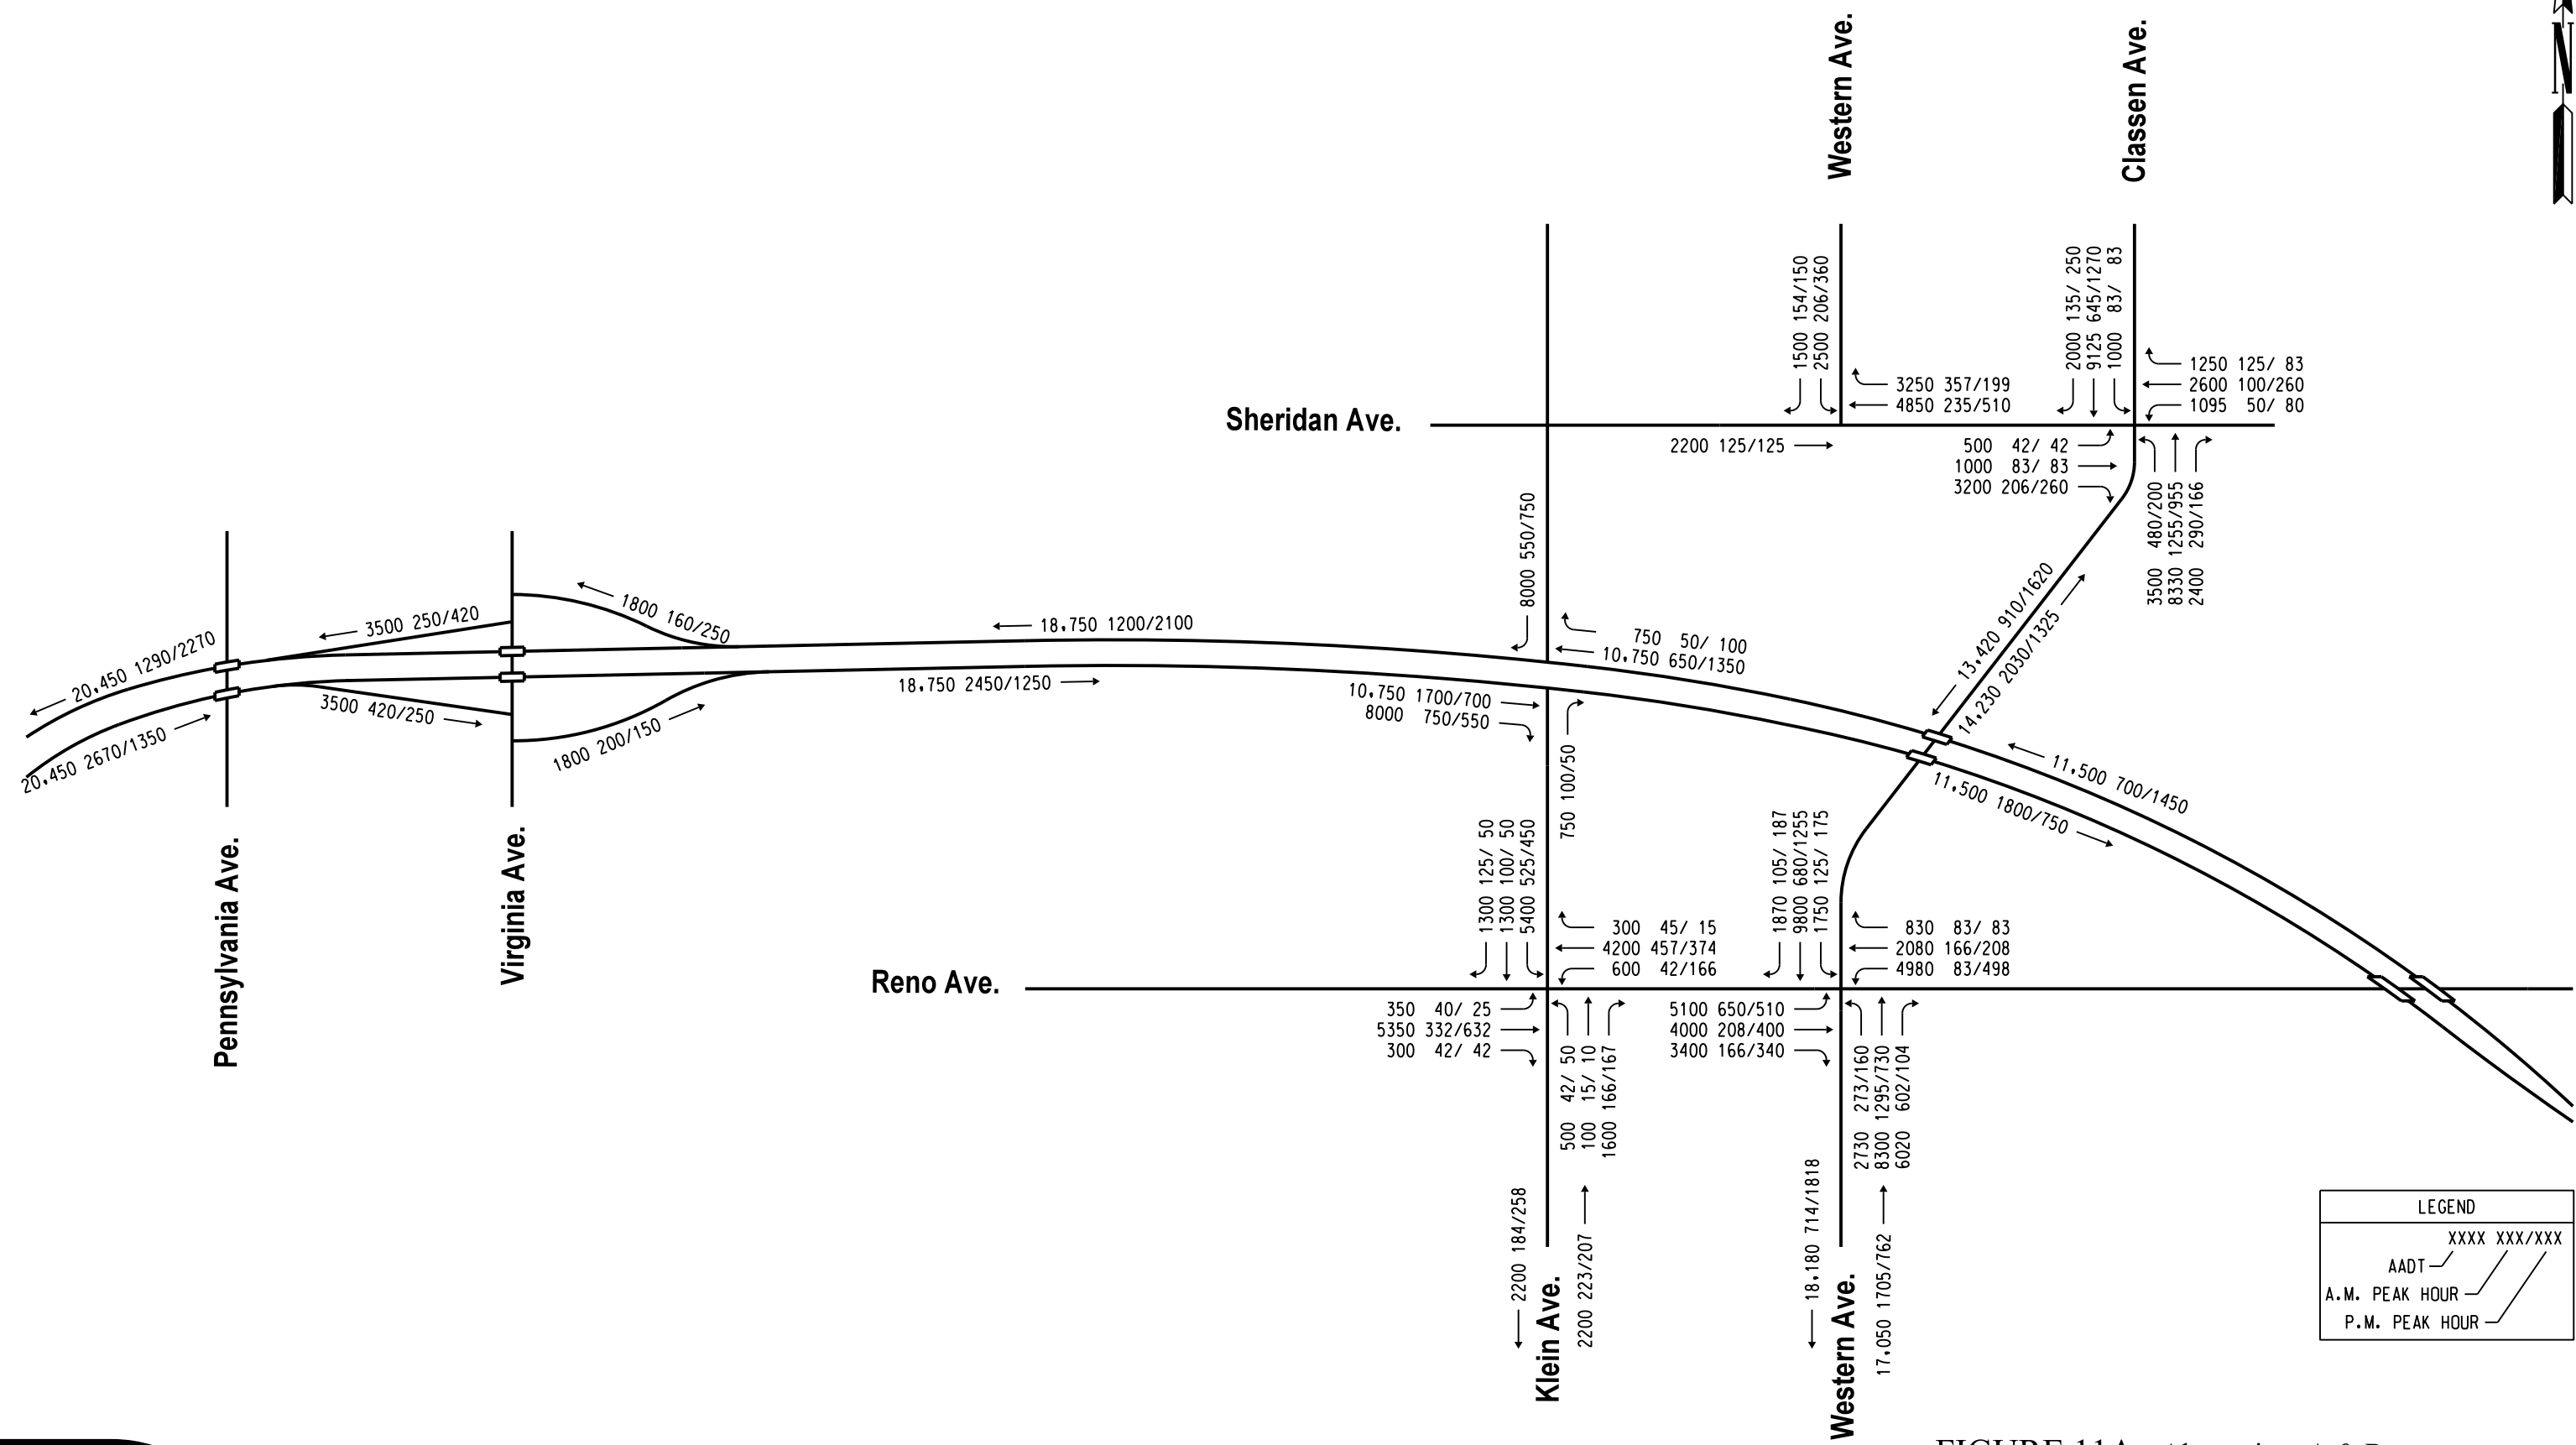 Western Ave.
Classen Ave.
N
1500 154/150
2500 206/360
2000 135/ 250
9125 645/1270
1000 83/ 83
3250 357/199
4850 235/510
1250 125/ 83
2600 100/260
1095 50/ 80
Sheridan Ave.
2200 125/125
500 42/ 42
1000 83/ 83
3200 206/260
3500 480/200
8330 1255/955
2400 290/166
8000 550/750
13,420 910/1620
14,230 2030/1325
20,450 1290/2270
3500 250/420
1800 160/250
18,750 1200/2100
750 50/ 100
10,750 650/1350
20,450 2670/1350
3500 420/250
1800 200/150
18,750 2450/1250
10,750 1700/700
8000 750/550
750 100/50
11,500 700/1450
11,500 1800/750
Pennsylvania Ave.
Virginia Ave.
1300 125/ 50
1300 100/ 50
5400 525/450
1870 105/ 187
9800 680/1255
1750 125/ 175
300 45/ 15
4200 457/374
600 42/166
830 83/ 83
2080 166/208
4980 83/498
Reno Ave.
350 40/ 25
5350 332/632
300 42/ 42
500 42/ 50
100 15/ 10
1600 166/167
5100 650/510
4000 208/400
3400 166/340
2730 273/160
8300 1295/730
6020 602/104
2200 184/258
Klein Ave.
2200 223/207
18,180 714/1818
Western Ave.
17,050 1705/762
LEGEND
XXXX XXX/XXX
AADT
A.M. PEAK HOUR
P.M. PEAK HOUR
FIGURE 11A